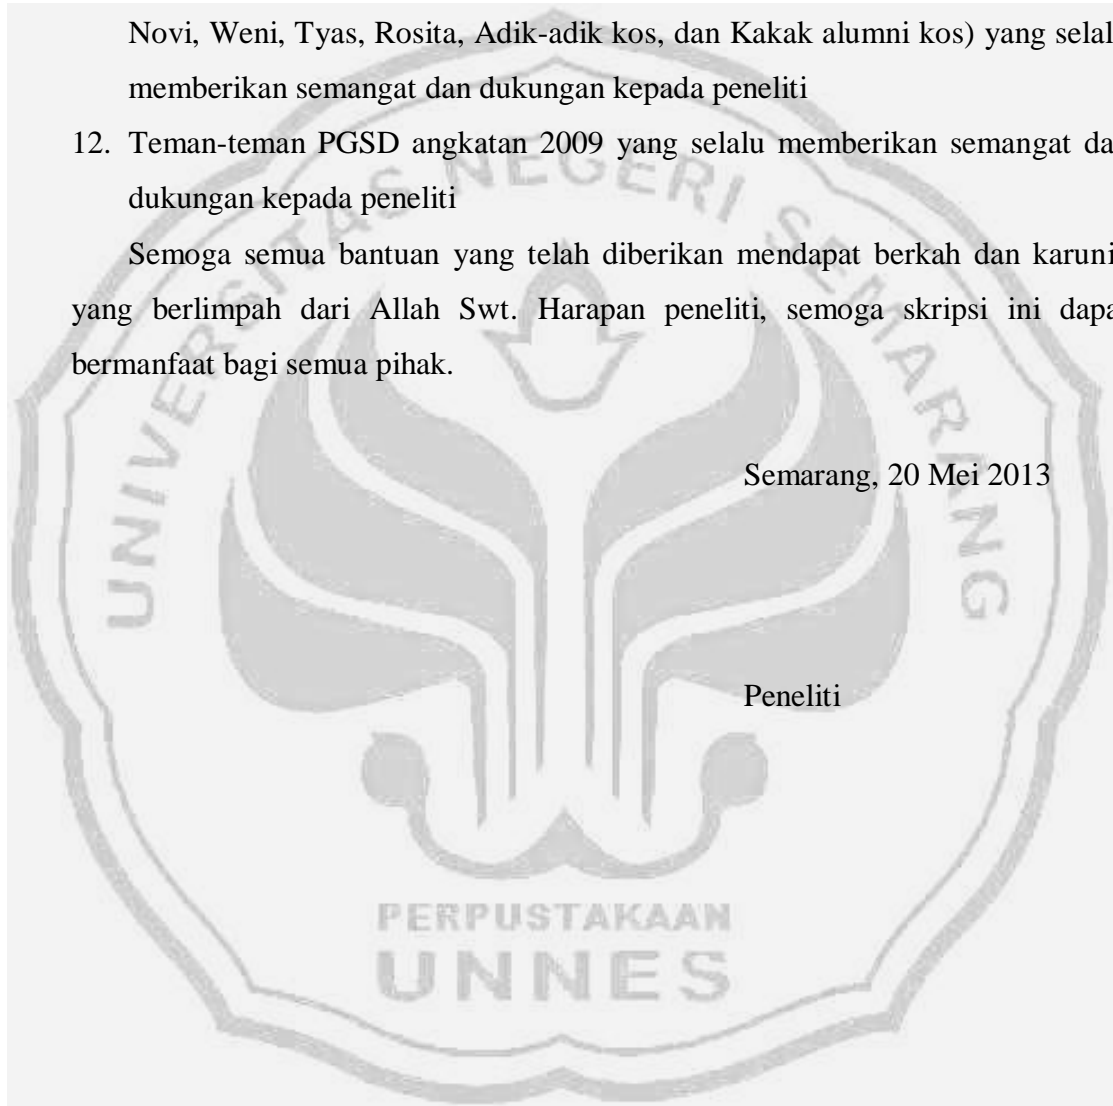 Novi, Weni, Tyas, Rosita, Adik-adik kos, dan Kakak alumni kos) yang selal
memberikan semangat dan dukungan kepada peneliti
12. Teman-teman PGSD angkatan 2009 yang selalu memberikan semangat da
dukungan kepada peneliti
Semoga semua bantuan yang telah diberikan mendapat berkah dan karuni
yang berlimpah dari Allah Swt. Harapan peneliti, semoga skripsi ini dapa
bermanfaat bagi semua pihak.
Semarang, 20 Mei 2013
Peneliti
UNIVERSITAS NEGERI SEMARANG
PERPUSTAKAAN
UNNES